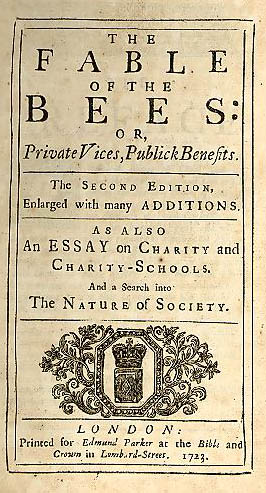 THE
FABLE
OF THE
BEES:
OR,
Private Vices, Publick Benefits.
The SECOND EDITION,
Enlarged with many ADDITIONS.
AS ALSO
An ESSAY on CHARITY and
CHARITY-SCHOOLS.
And a Search into
The NATURE of SOCIETY.
LONDON:
Printed for Edmund Parker at the Bible and
Crown in Lombard-Street. 1723.